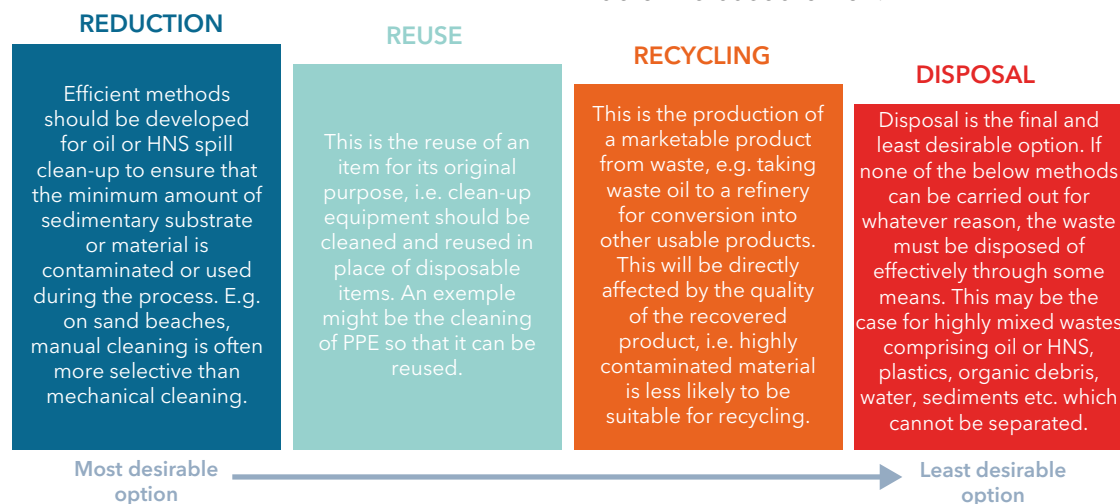 REDUCTION
Efficient methods
should be developed
for oil or HNS spill
clean-up to ensure that
the minimum amount of
sedimentary substrate
or material is
contaminated or used
during the process. E.g.
on sand beaches,
manual cleaning is often
more selective than
mechanical cleaning.
REUSE
This is the reuse of an
item for its original
purpose, i.e. clean-up
equipment should be
cleaned and reused in
place of disposable
items. An exemple
might be the cleaning
of PPE so that it can be
reused.
RECYCLING
This is the production of
a marketable product
from waste, e.g. taking
waste oil to a refinery
for conversion into
other usable products.
This will be directly
affected by the quality
of the recovered
product, i.e. highly
contaminated material
is less likely to be
suitable for recycling.
DISPOSAL
Disposal is the final and
least desirable option. If
none of the below methods
can be carried out for
whatever reason, the waste
must be disposed of
effectively through some
means. This may be the
case for highly mixed wastes
comprising oil or HNS,
plastics, organic debris,
water, sediments etc. which
cannot be separated.
Most desirable
option
Least desirable
option